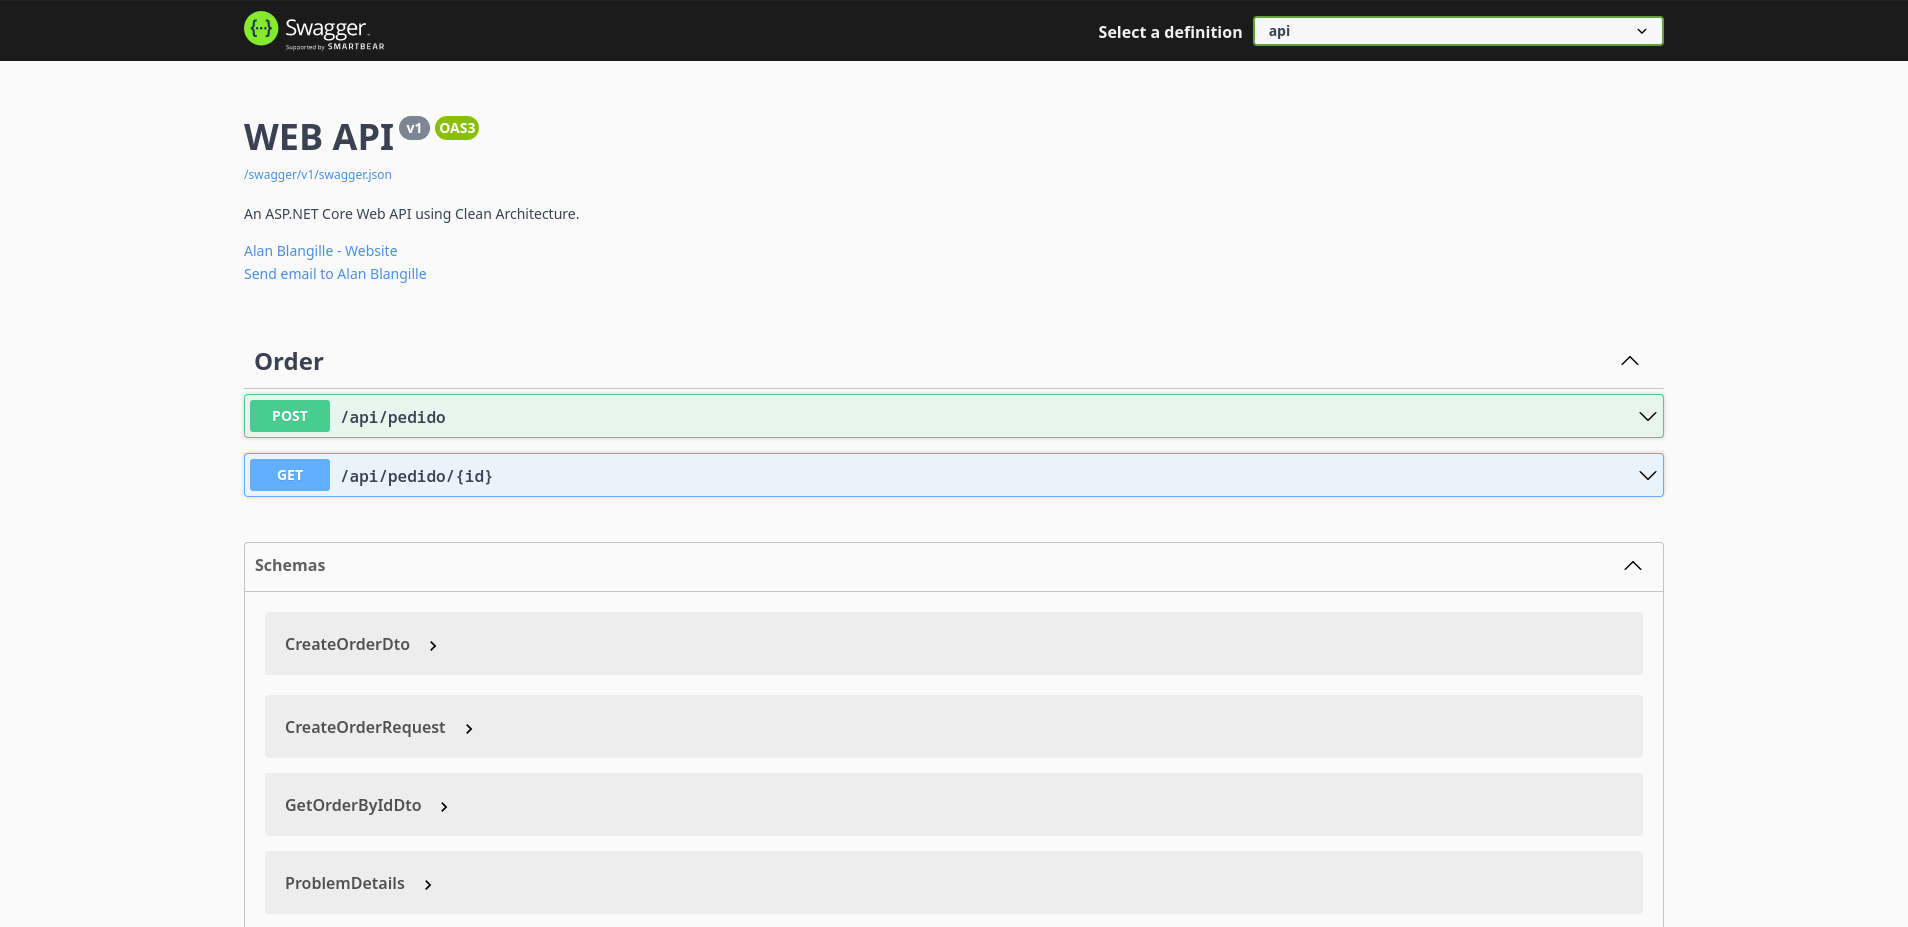 {···} Swagger
Supported by SMARTBEAR
Select a definition
api
WEB API v1 OAS3
/swagger/v1/swagger.json
An ASP.NET Core Web API using Clean Architecture.
Alan Blangille - Website
Send email to Alan Blangille
Order
POST /api/pedido
GET /api/pedido/{id}
Schemas
CreateOrderDto
CreateOrderRequest
GetOrderByIdDto
ProblemDetails